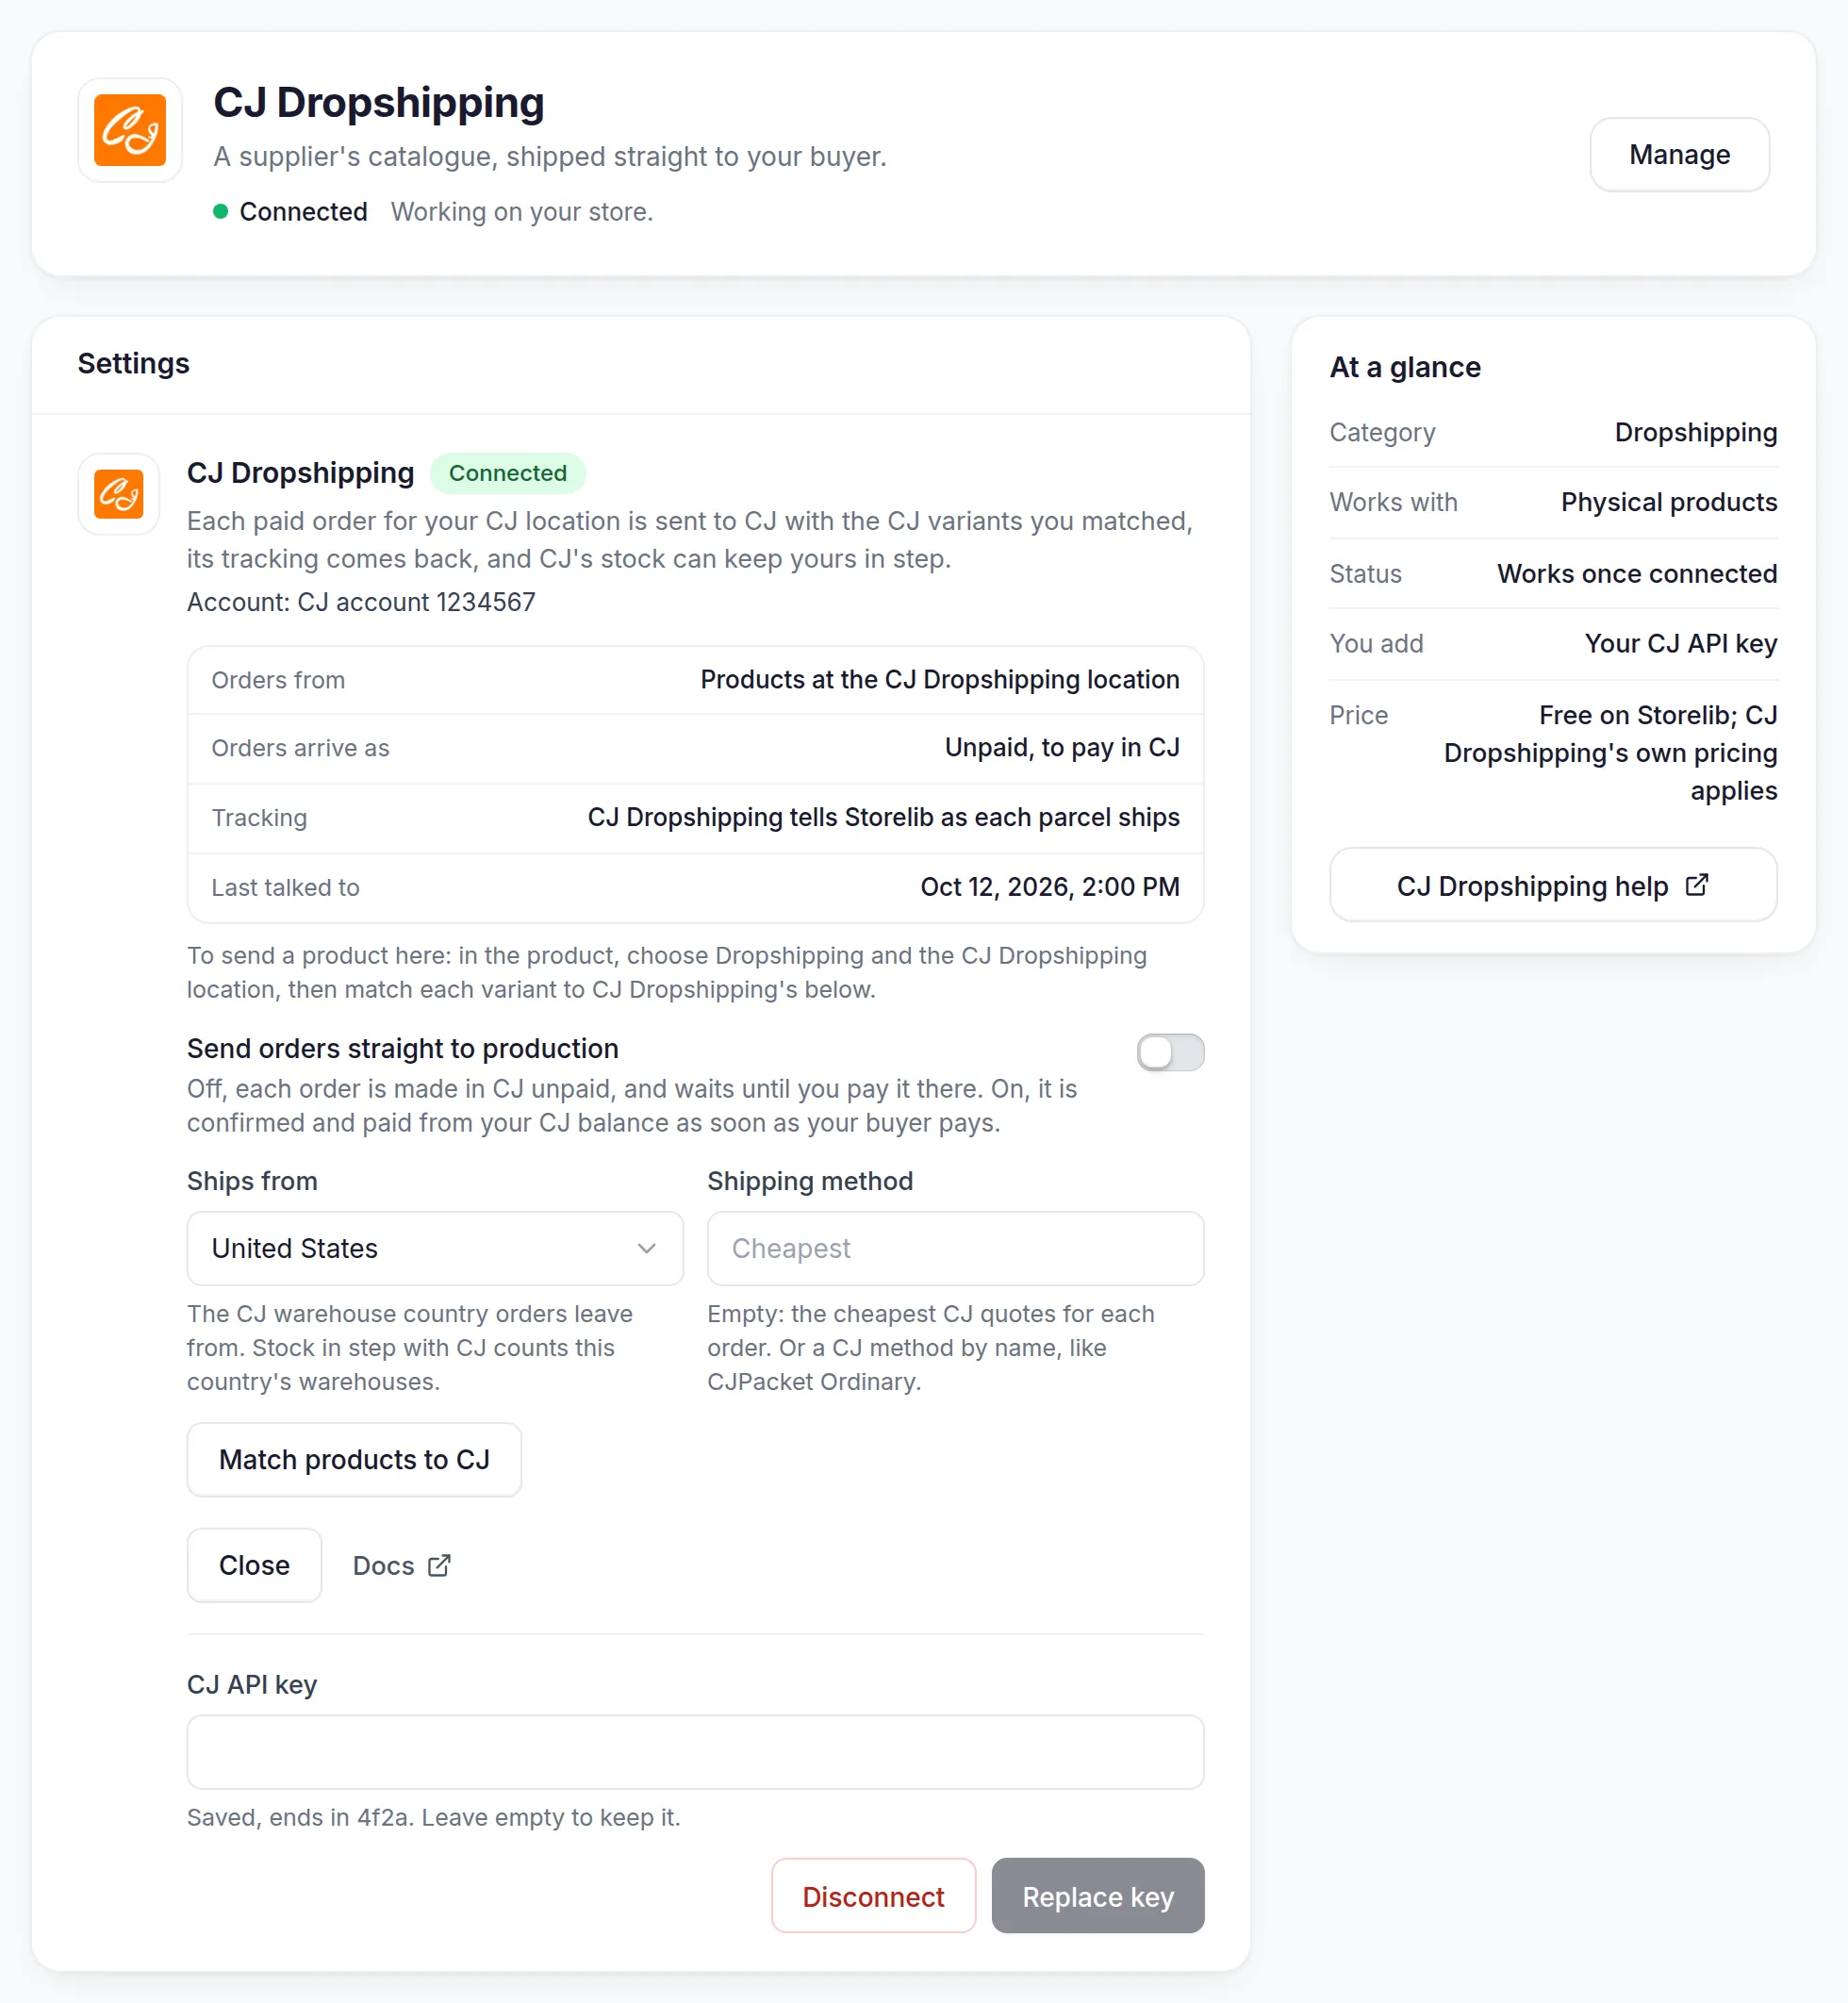 CJ Dropshipping
A supplier's catalogue, shipped straight to your buyer.
Connected Working on your store.
Manage
Settings
CJ Dropshipping Connected
Each paid order for your CJ location is sent to CJ with the CJ variants you matched,
its tracking comes back, and CJ's stock can keep yours in step.
Account: CJ account 1234567
Orders from Products at the CJ Dropshipping location
Orders arrive as Unpaid, to pay in CJ
Tracking CJ Dropshipping tells Storelib as each parcel ships
Last talked to Oct 12, 2026, 2:00 PM
To send a product here: in the product, choose Dropshipping and the CJ Dropshipping
location, then match each variant to CJ Dropshipping's below.
Send orders straight to production
Off, each order is made in CJ unpaid, and waits until you pay it there. On, it is
confirmed and paid from your CJ balance as soon as your buyer pays.
Ships from
United States
The CJ warehouse country orders leave
from. Stock in step with CJ counts this
country's warehouses.
Shipping method
Cheapest
Empty: the cheapest CJ quotes for each
order. Or a CJ method by name, like
CJPacket Ordinary.
Match products to CJ
Close Docs
CJ API key
Saved, ends in 4f2a. Leave empty to keep it.
Disconnect Replace key
At a glance
Category Dropshipping
Works with Physical products
Status Works once connected
You add Your CJ API key
Price Free on Storelib; CJ
Dropshipping's own pricing
applies
CJ Dropshipping help